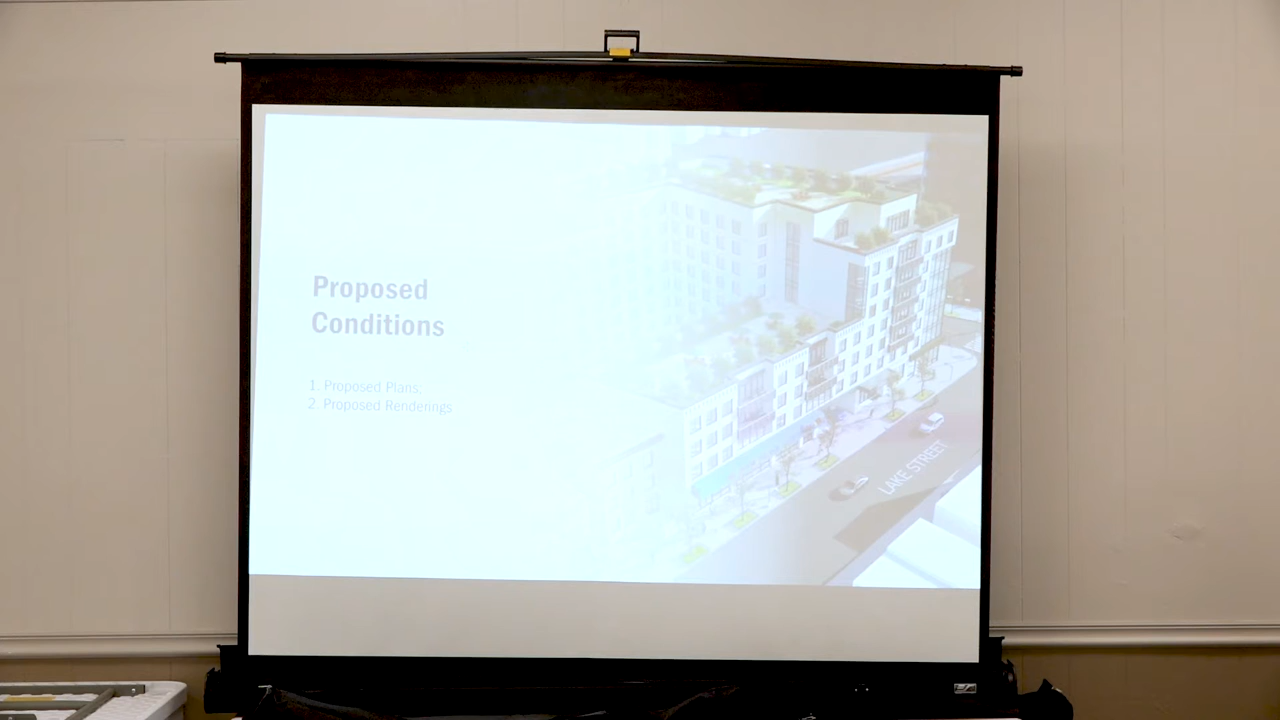 Proposed
Conditions
1. Proposed Plans,
2. Proposed Renderings
LAKE STREET